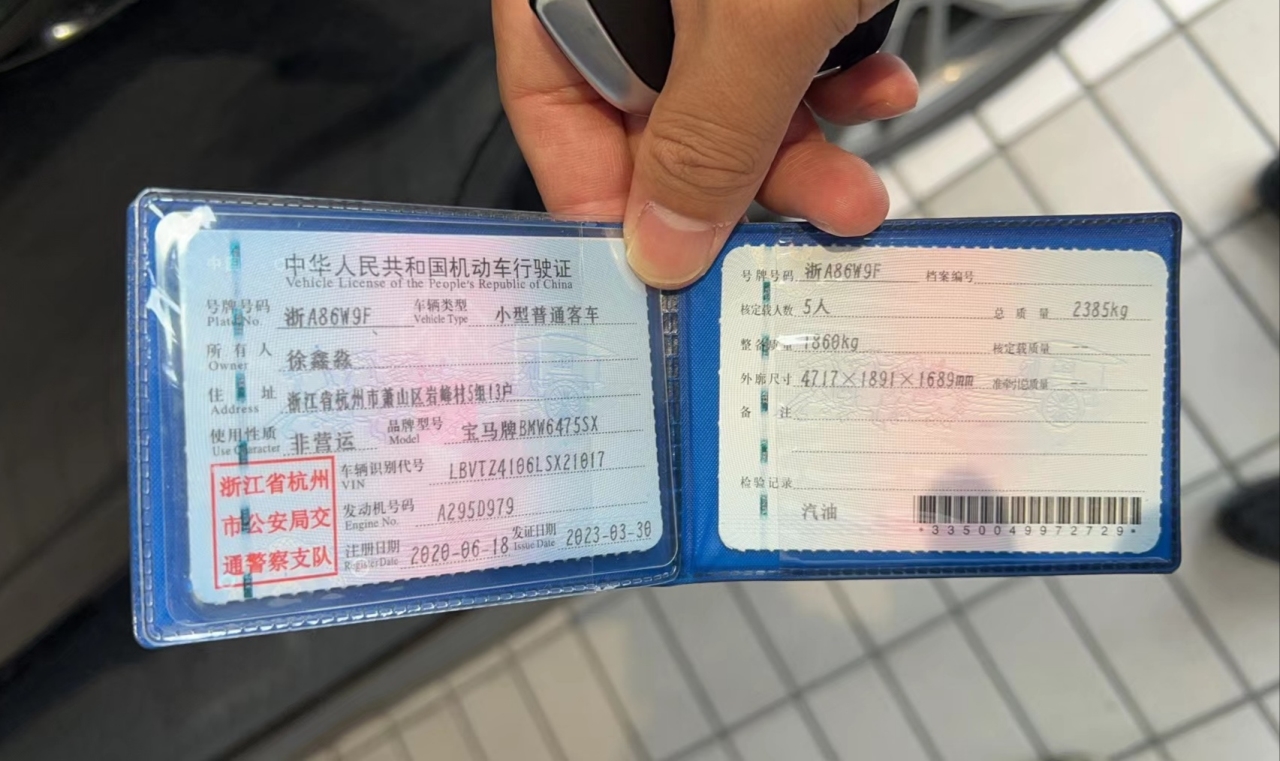 中华人民共和国机动车行驶证
Vehicle License of the People's Republic of China
号牌号码 浙A86W9F 车辆类型 小型普通客车
Plate No. Vehicle Type
所有人 徐鑫淼
Owner
住址 浙江省杭州市萧山区岩峰村5组13户
Address
使用性质 非营运 品牌型号 宝马牌BMW6475SX
Use Character Model
浙江省杭州
市公安局交
通警察支队
车辆识别代号 LBVTZ4106LSX21017
VIN
发动机号码 A295D979
Engine No.
注册日期 2020-06-18 发证日期 2023-03-30
Register Date Issue Date
号牌号码 浙A86W9F 档案编号
核定载人数 5人 总质量 2385kg
整备质量 1860kg 核定载质量 --
外廓尺寸 4717×1891×1689mm 准牵引总质量 --
备注
检验记录
汽油
*3350049972729*